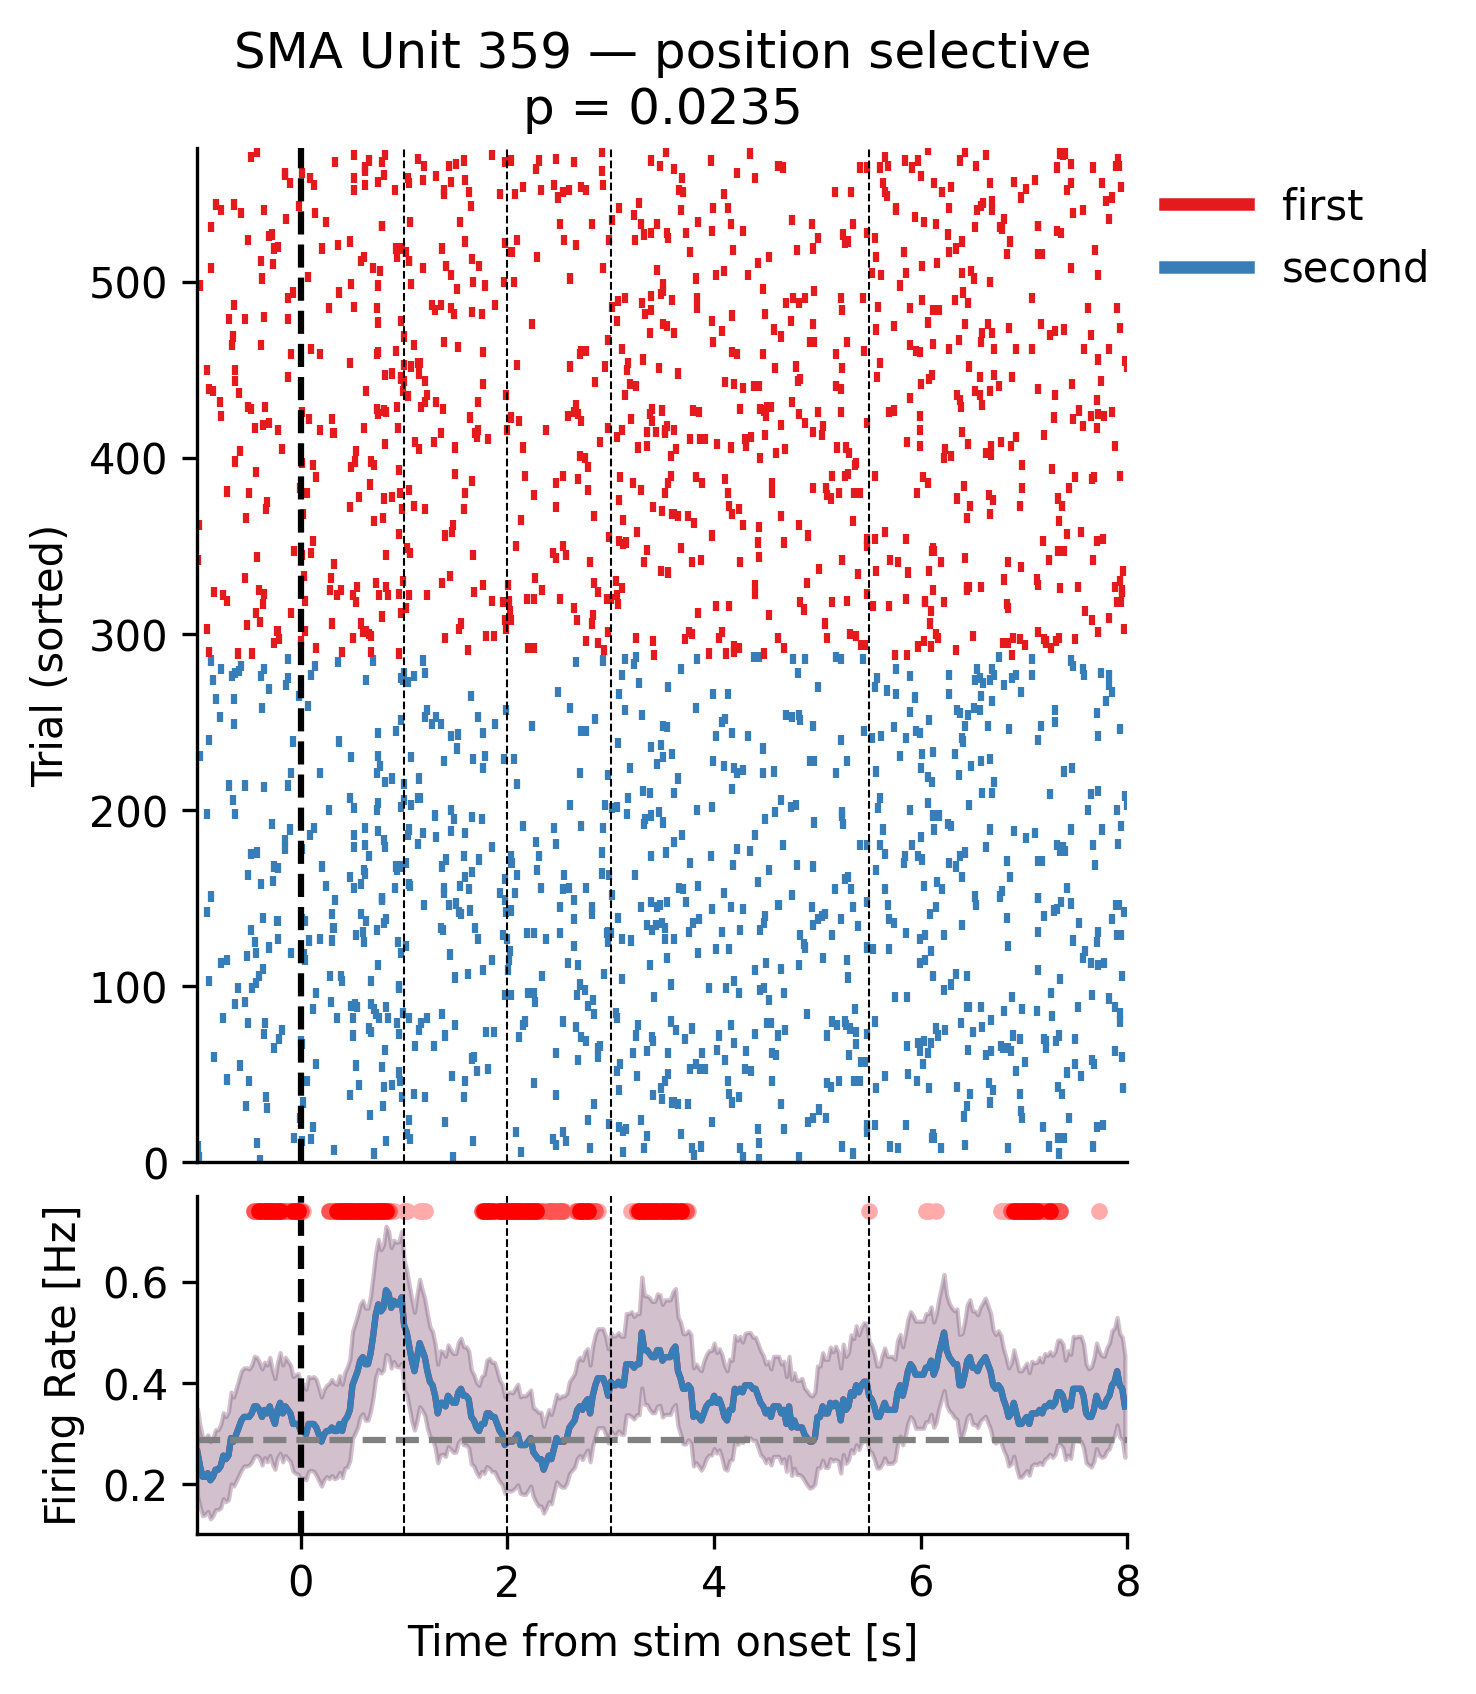 SMA Unit 359 — position selective
p = 0.0235
first
second
Trial (sorted)
500
400
300
200
100
0
Firing Rate [Hz]
0.6
0.4
0.2
0 2 4 6 8
Time from stim onset [s]